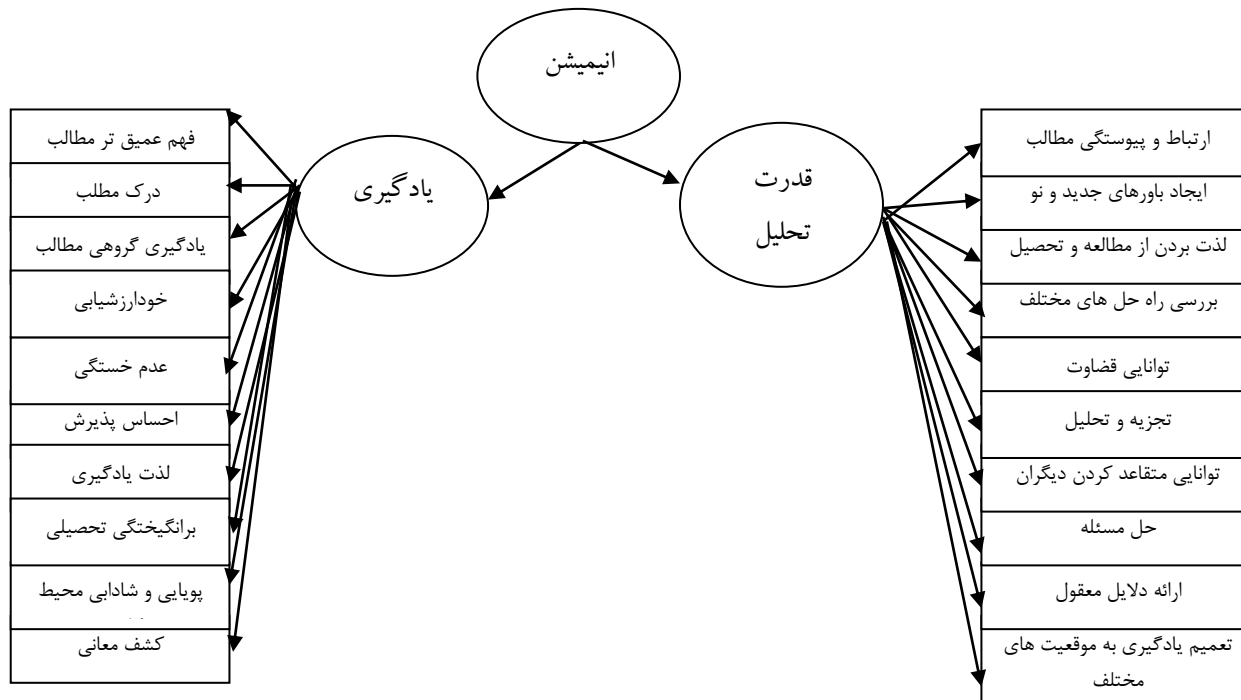 انیمیشن
قدرت
تحلیل
یادگیری
ارتباط و پیوستگی مطالب
ایجاد باورهای جدید و نو
لذت بردن از مطالعه و تحصیل
بررسی راه حل های مختلف
توانایی قضاوت
تجزیه و تحلیل
توانایی متقاعد کردن دیگران
حل مسئله
ارائه دلایل معقول
تعمیم یادگیری به موقعیت های
مختلف
فهم عمیق تر مطالب
درک مطلب
یادگیری گروهی مطالب
خودارزشیابی
عدم خستگی
احساس پذیرش
لذت یادگیری
برانگیختگی تحصیلی
پویایی و شادابی محیط
کشف معانی